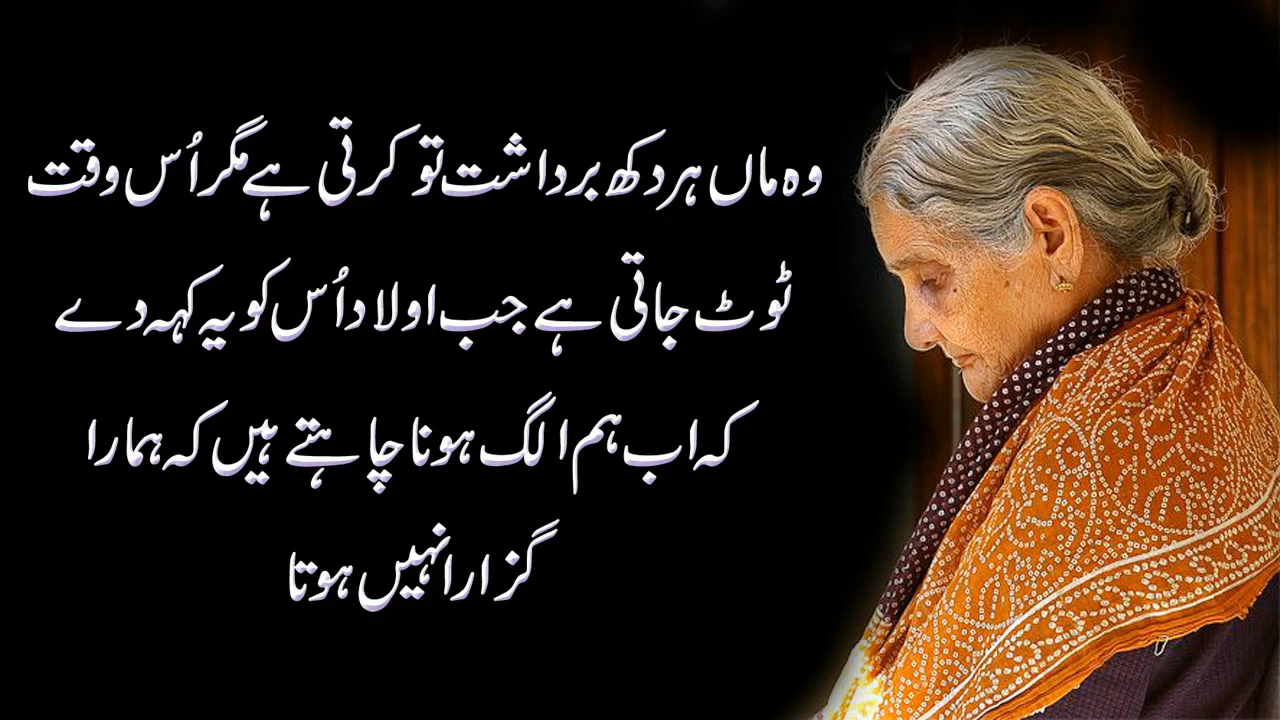 وہ ماں ہر دکھ برداشت تو کرتی ہے مگر اُس وقت
ٹوٹ جاتی ہے جب اولاد اُس کو یہ کہہ دے
کہ اب ہم الگ ہونا چاہتے ہیں کہ ہمارا
گزارا نہیں ہوتا